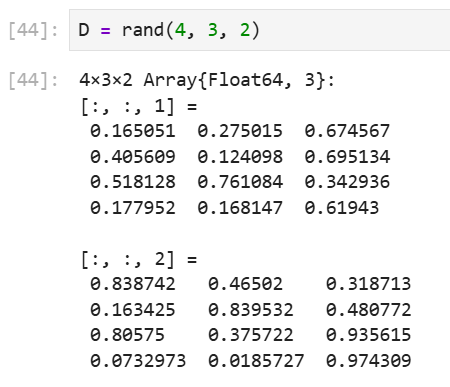 [44]: D = rand(4, 3, 2)
[44]: 4×3×2 Array{Float64, 3}:
[:, :, 1] =
0.165051 0.275015 0.674567
0.405609 0.124098 0.695134
0.518128 0.761084 0.342936
0.177952 0.168147 0.61943
[:, :, 2] =
0.838742 0.46502 0.318713
0.163425 0.839532 0.480772
0.80575 0.375722 0.935615
0.0732973 0.0185727 0.974309